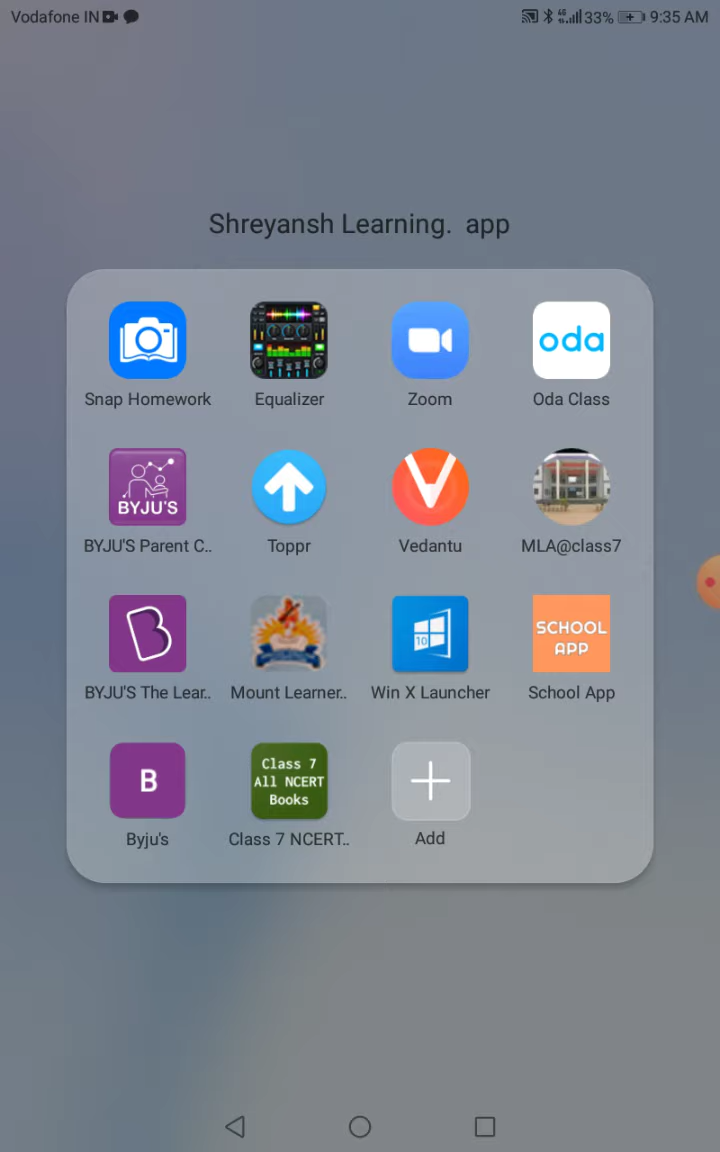 Vodafone IN 33% 9:35 AM
Shreyansh Learning. app
oda
Snap Homework Equalizer Zoom Oda Class
BYJU'S
BYJU'S Parent C.. Toppr Vedantu MLA@class7
10 SCHOOL APP
BYJU'S The Lear.. Mount Learner.. Win X Launcher School App
B Class 7 All NCERT Books
Byju's Class 7 NCERT.. Add